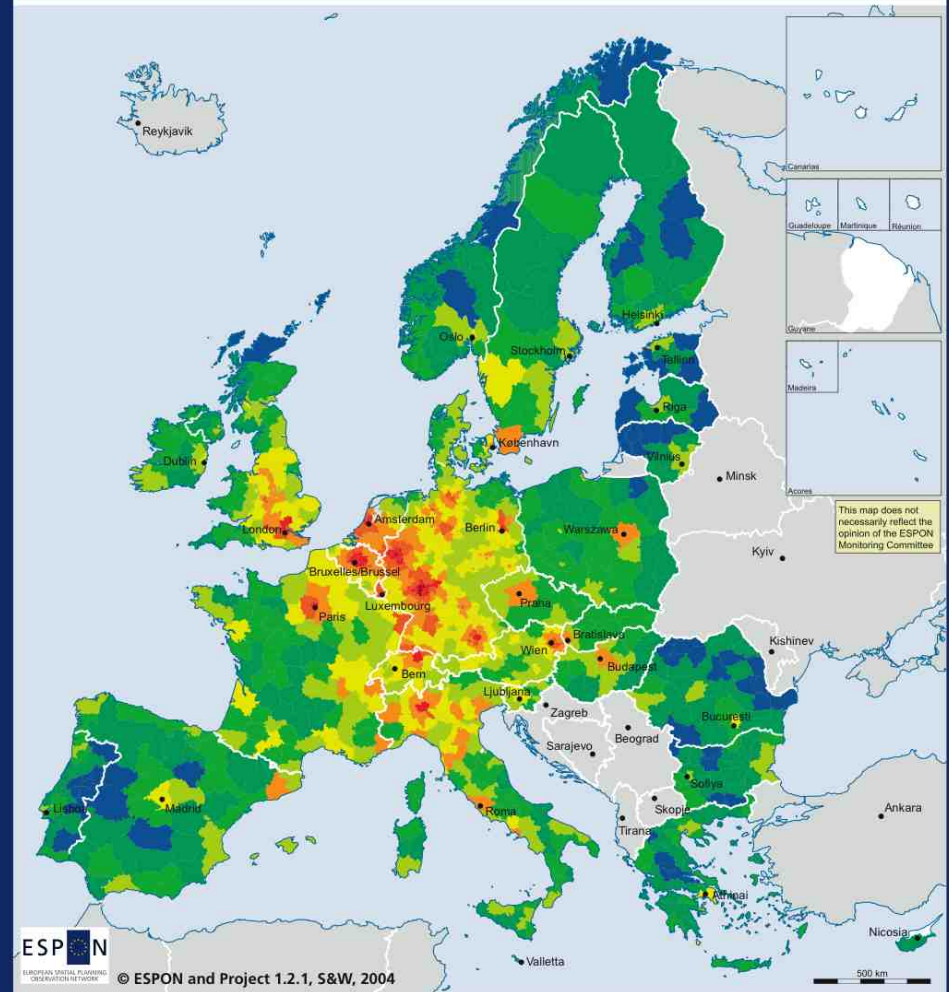 Reykjavik
Canarias
Guadeloupe
Martinique
Réunion
Guyane
Madeira
Acores
This map does not
necessarily reflect the
opinion of the ESPON
Monitoring Committee
Helsinki
Oslo
Stockholm
Tallinn
Riga
København
Vilnius
Minsk
Dublin
London
Amsterdam
Berlin
Warszawa
Kyiv
Bruxelles/Brüssel
Luxembourg
Praha
Paris
Bratislava
Wien
Kishinev
Budapest
Bern
Ljubljana
Zagreb
Bucuresti
Beograd
Sarajevo
Sofiya
Lisboa
Madrid
Roma
Skopje
Tirana
Ankara
Athinai
Nicosia
Valletta
500 km
ESPON
EUROPEAN SPATIAL PLANNING
OBSERVATION NETWORK
© ESPON and Project 1.2.1, S&W, 2004